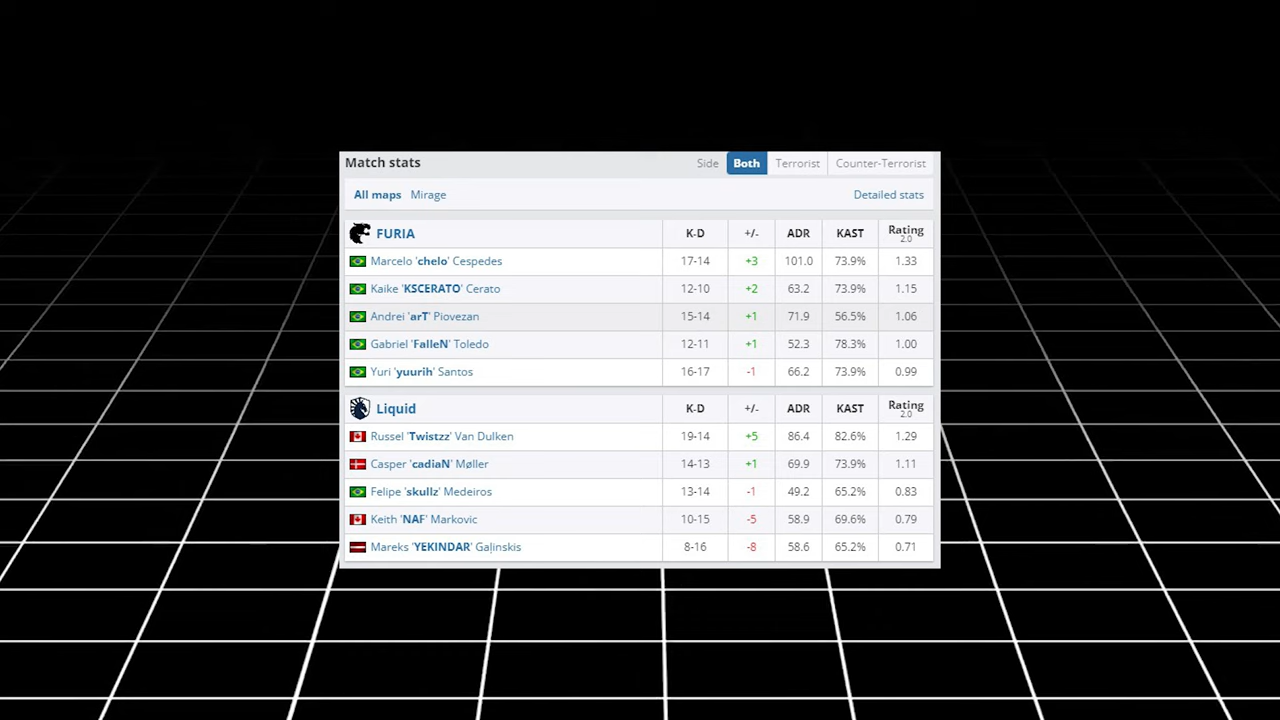 Match stats Side Both Terrorist Counter-Terrorist
All maps Mirage Detailed stats
FURIA K-D +/- ADR KAST Rating 2.0
Marcelo 'chelo' Cespedes 17-14 +3 101.0 73.9% 1.33
Kaike 'KSCERATO' Cerato 12-10 +2 63.2 73.9% 1.15
Andrei 'arT' Piovezan 15-14 +1 71.9 56.5% 1.06
Gabriel 'FalleN' Toledo 12-11 +1 52.3 78.3% 1.00
Yuri 'yuurih' Santos 16-17 -1 66.2 73.9% 0.99
Liquid K-D +/- ADR KAST Rating 2.0
Russel 'Twistzz' Van Dulken 19-14 +5 86.4 82.6% 1.29
Casper 'cadiaN' Møller 14-13 +1 69.9 73.9% 1.11
Felipe 'skullz' Medeiros 13-14 -1 49.2 65.2% 0.83
Keith 'NAF' Markovic 10-15 -5 58.9 69.6% 0.79
Mareks 'YEKINDAR' Gaļinskis 8-16 -8 58.6 65.2% 0.71